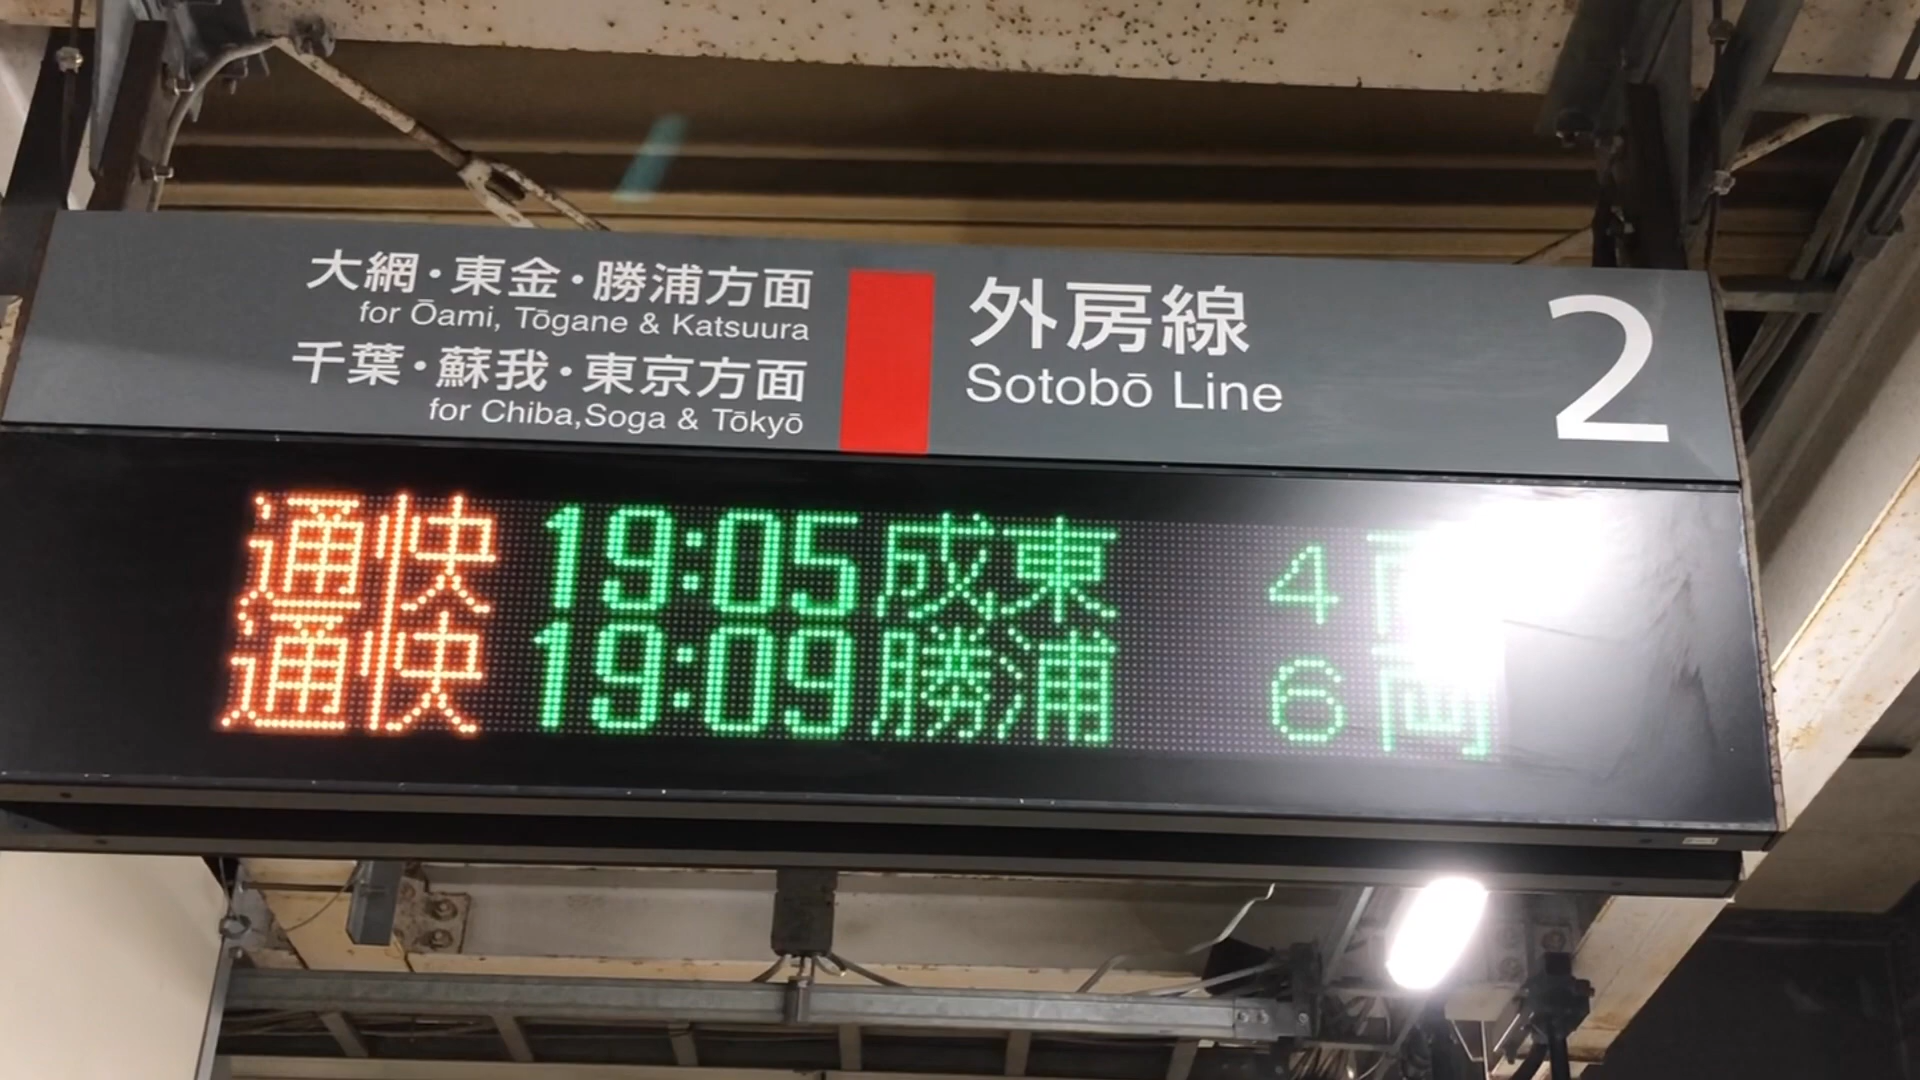 大網・東金・勝浦方面
for Ōami, Tōgane & Katsuura
千葉・蘇我・東京方面
for Chiba,Soga & Tōkyō
外房線
Sotobō Line
2
通快 19:05 成東 4両
通快 19:09 勝浦 6両